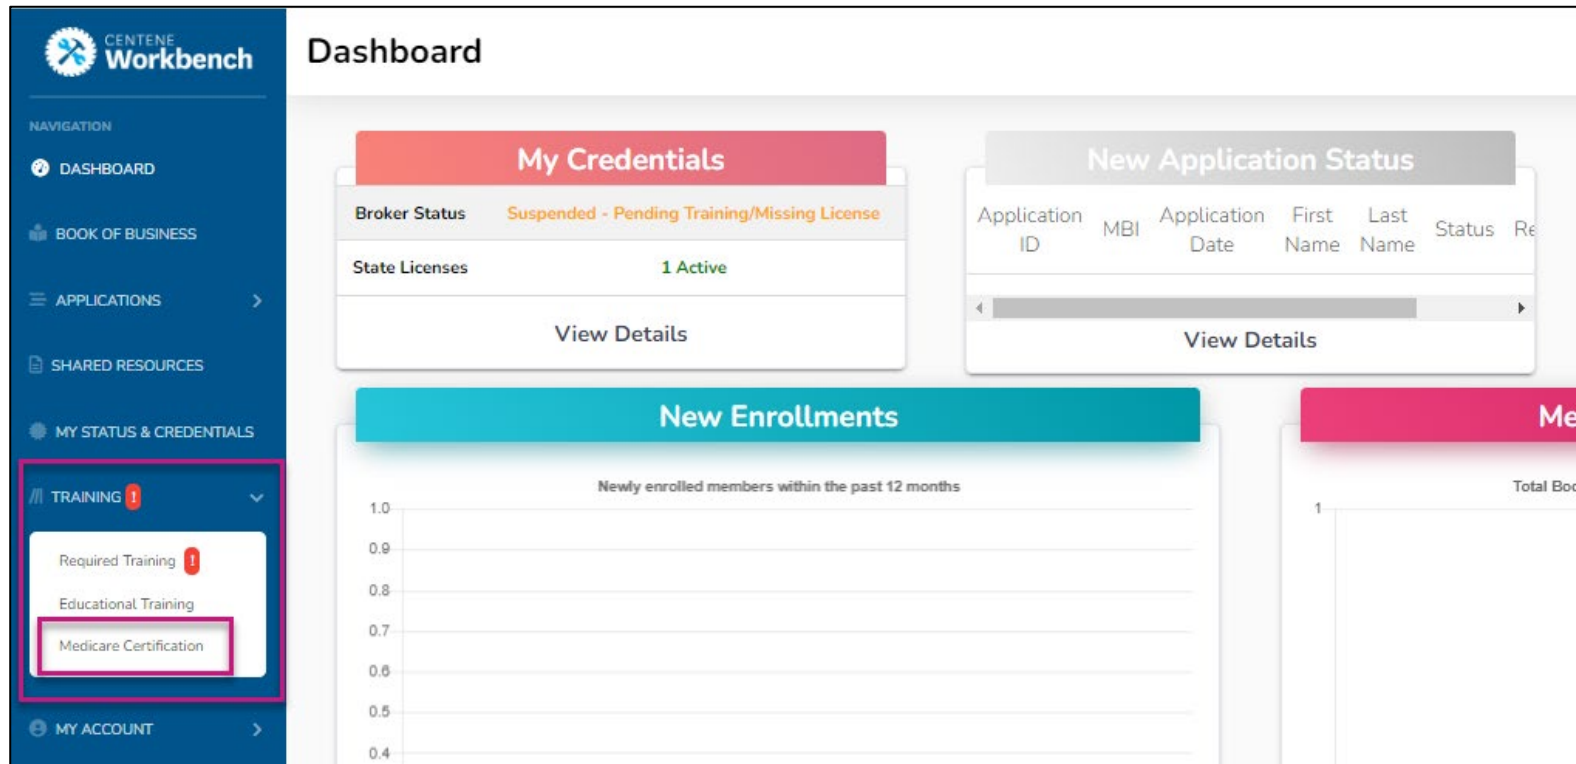 CENTENE
Workbench
NAVIGATION
DASHBOARD
BOOK OF BUSINESS
APPLICATIONS
SHARED RESOURCES
MY STATUS & CREDENTIALS
TRAINING !
Required Training !
Educational Training
Medicare Certification
MY ACCOUNT
Dashboard
My Credentials
Broker Status Suspended - Pending Training/Missing License
State Licenses 1 Active
View Details
New Application Status
Application ID MBI Application Date First Name Last Name Status Re
View Details
New Enrollments
Newly enrolled members within the past 12 months
1.0
0.9
0.8
0.7
0.6
0.5
0.4
Me
Total Boo
1